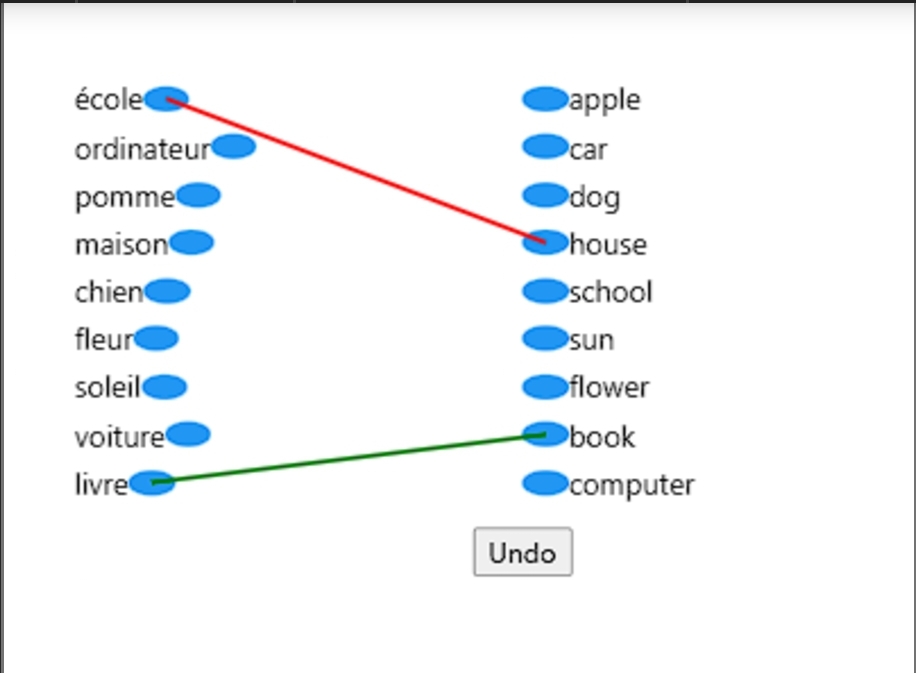 école apple
ordinateur car
pomme dog
maison house
chien school
fleur sun
soleil flower
voiture book
livre computer
Undo